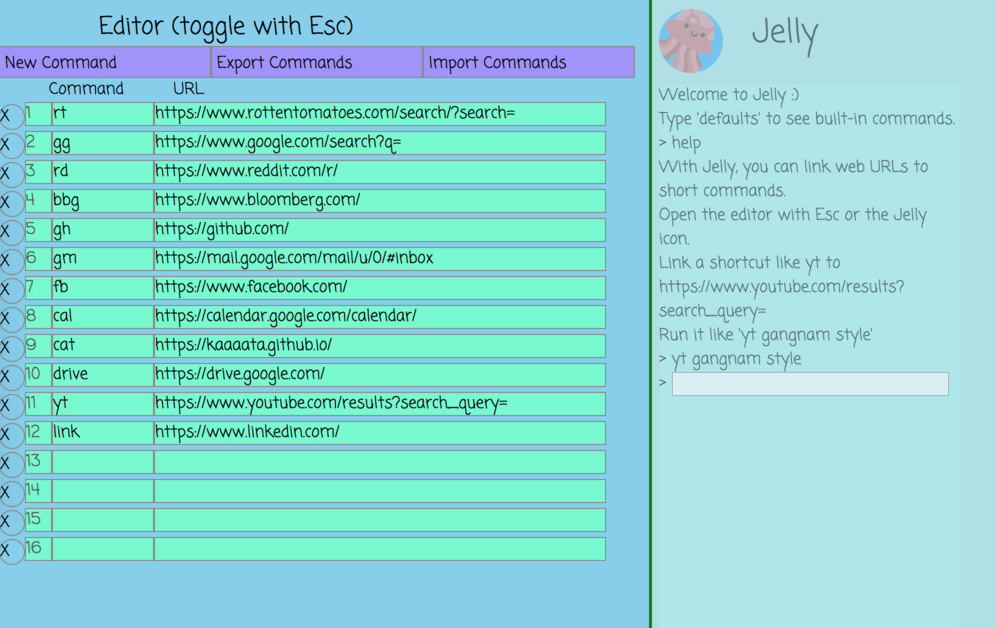 Editor (toggle with Esc)
New Command Export Commands Import Commands
Command URL
X 1 rt https://www.rottentomatoes.com/search/?search=
X 2 gg https://www.google.com/search?q=
X 3 rd https://www.reddit.com/r/
X 4 bbg https://www.bloomberg.com/
X 5 gh https://github.com/
X 6 gm https://mail.google.com/mail/u/0/#inbox
X 7 fb https://www.facebook.com/
X 8 cal https://calendar.google.com/calendar/
X 9 cat https://kaaaata.github.io/
X 10 drive https://drive.google.com/
X 11 yt https://www.youtube.com/results?search_query=
X 12 link https://www.linkedin.com/
X 13
X 14
X 15
X 16
Jelly
Welcome to Jelly :)
Type 'defaults' to see built-in commands.
> help
With Jelly, you can link web URLs to
short commands.
Open the editor with Esc or the Jelly
icon.
Link a shortcut like yt to
https://www.youtube.com/results?
search_query=
Run it like 'yt gangnam style'
> yt gangnam style
>